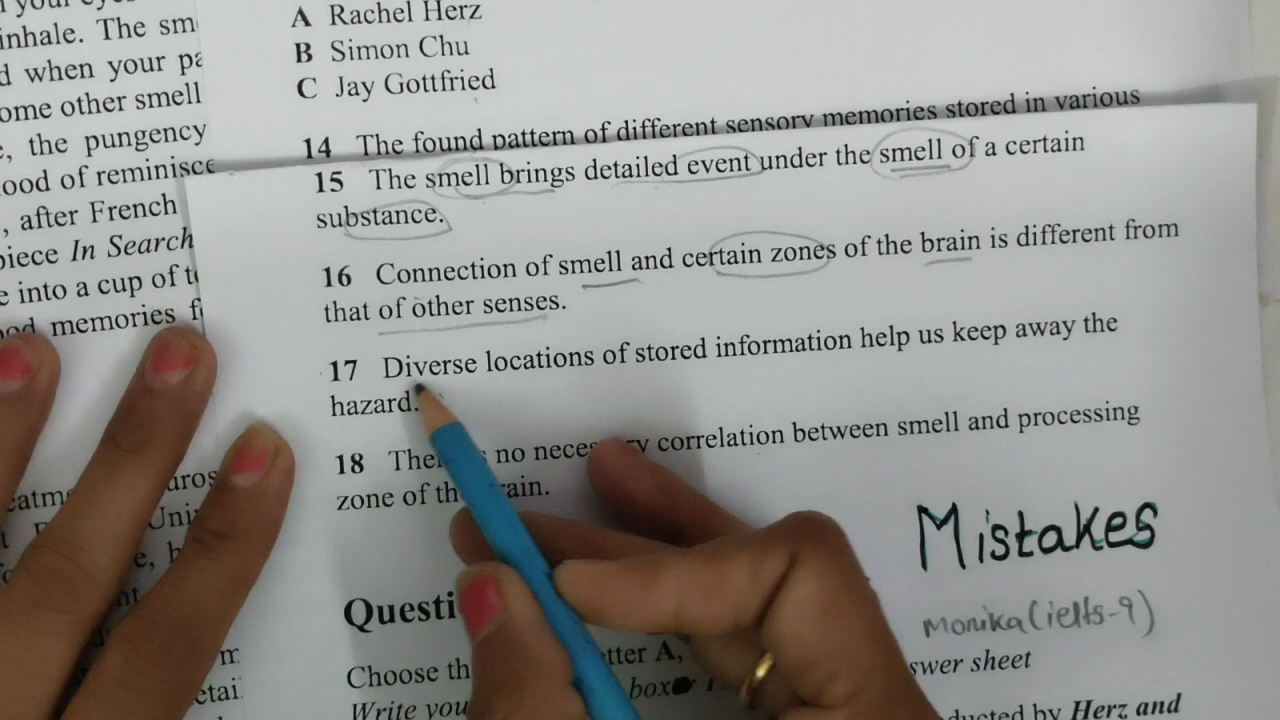 inhale. The sm
d when your pa
ome other smell
, the pungency
ood of reminisce
, after French
piece In Search
e into a cup of t
od memories f
A Rachel Herz
B Simon Chu
C Jay Gottfried
14 The found pattern of different sensory memories stored in various
15 The smell brings detailed event under the smell of a certain
substance.
16 Connection of smell and certain zones of the brain is different from
that of other senses.
17 Diverse locations of stored information help us keep away the
hazard.
18 no correlation between smell and processing
zone of
Mistakes
monika(ielts-9)
Questi
Choose th tter A,
swer sheet
Write you box
ducted by Herz and